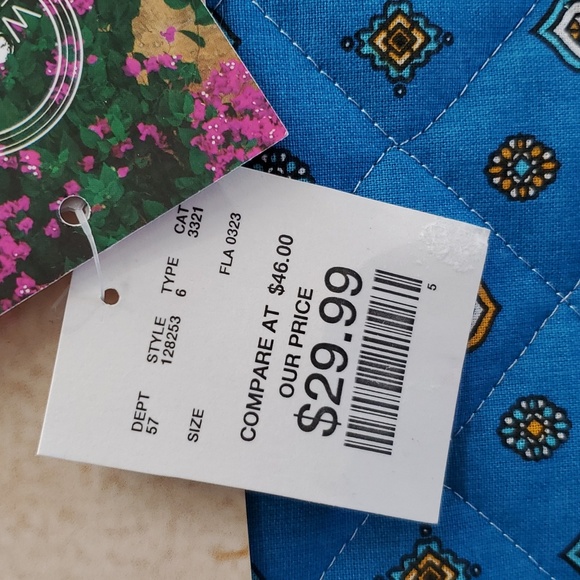 DEPT STYLE TYPE CAT
57 128253 6 3321
SIZE FLA 0323
COMPARE AT $46.00
OUR PRICE
$29.99
5